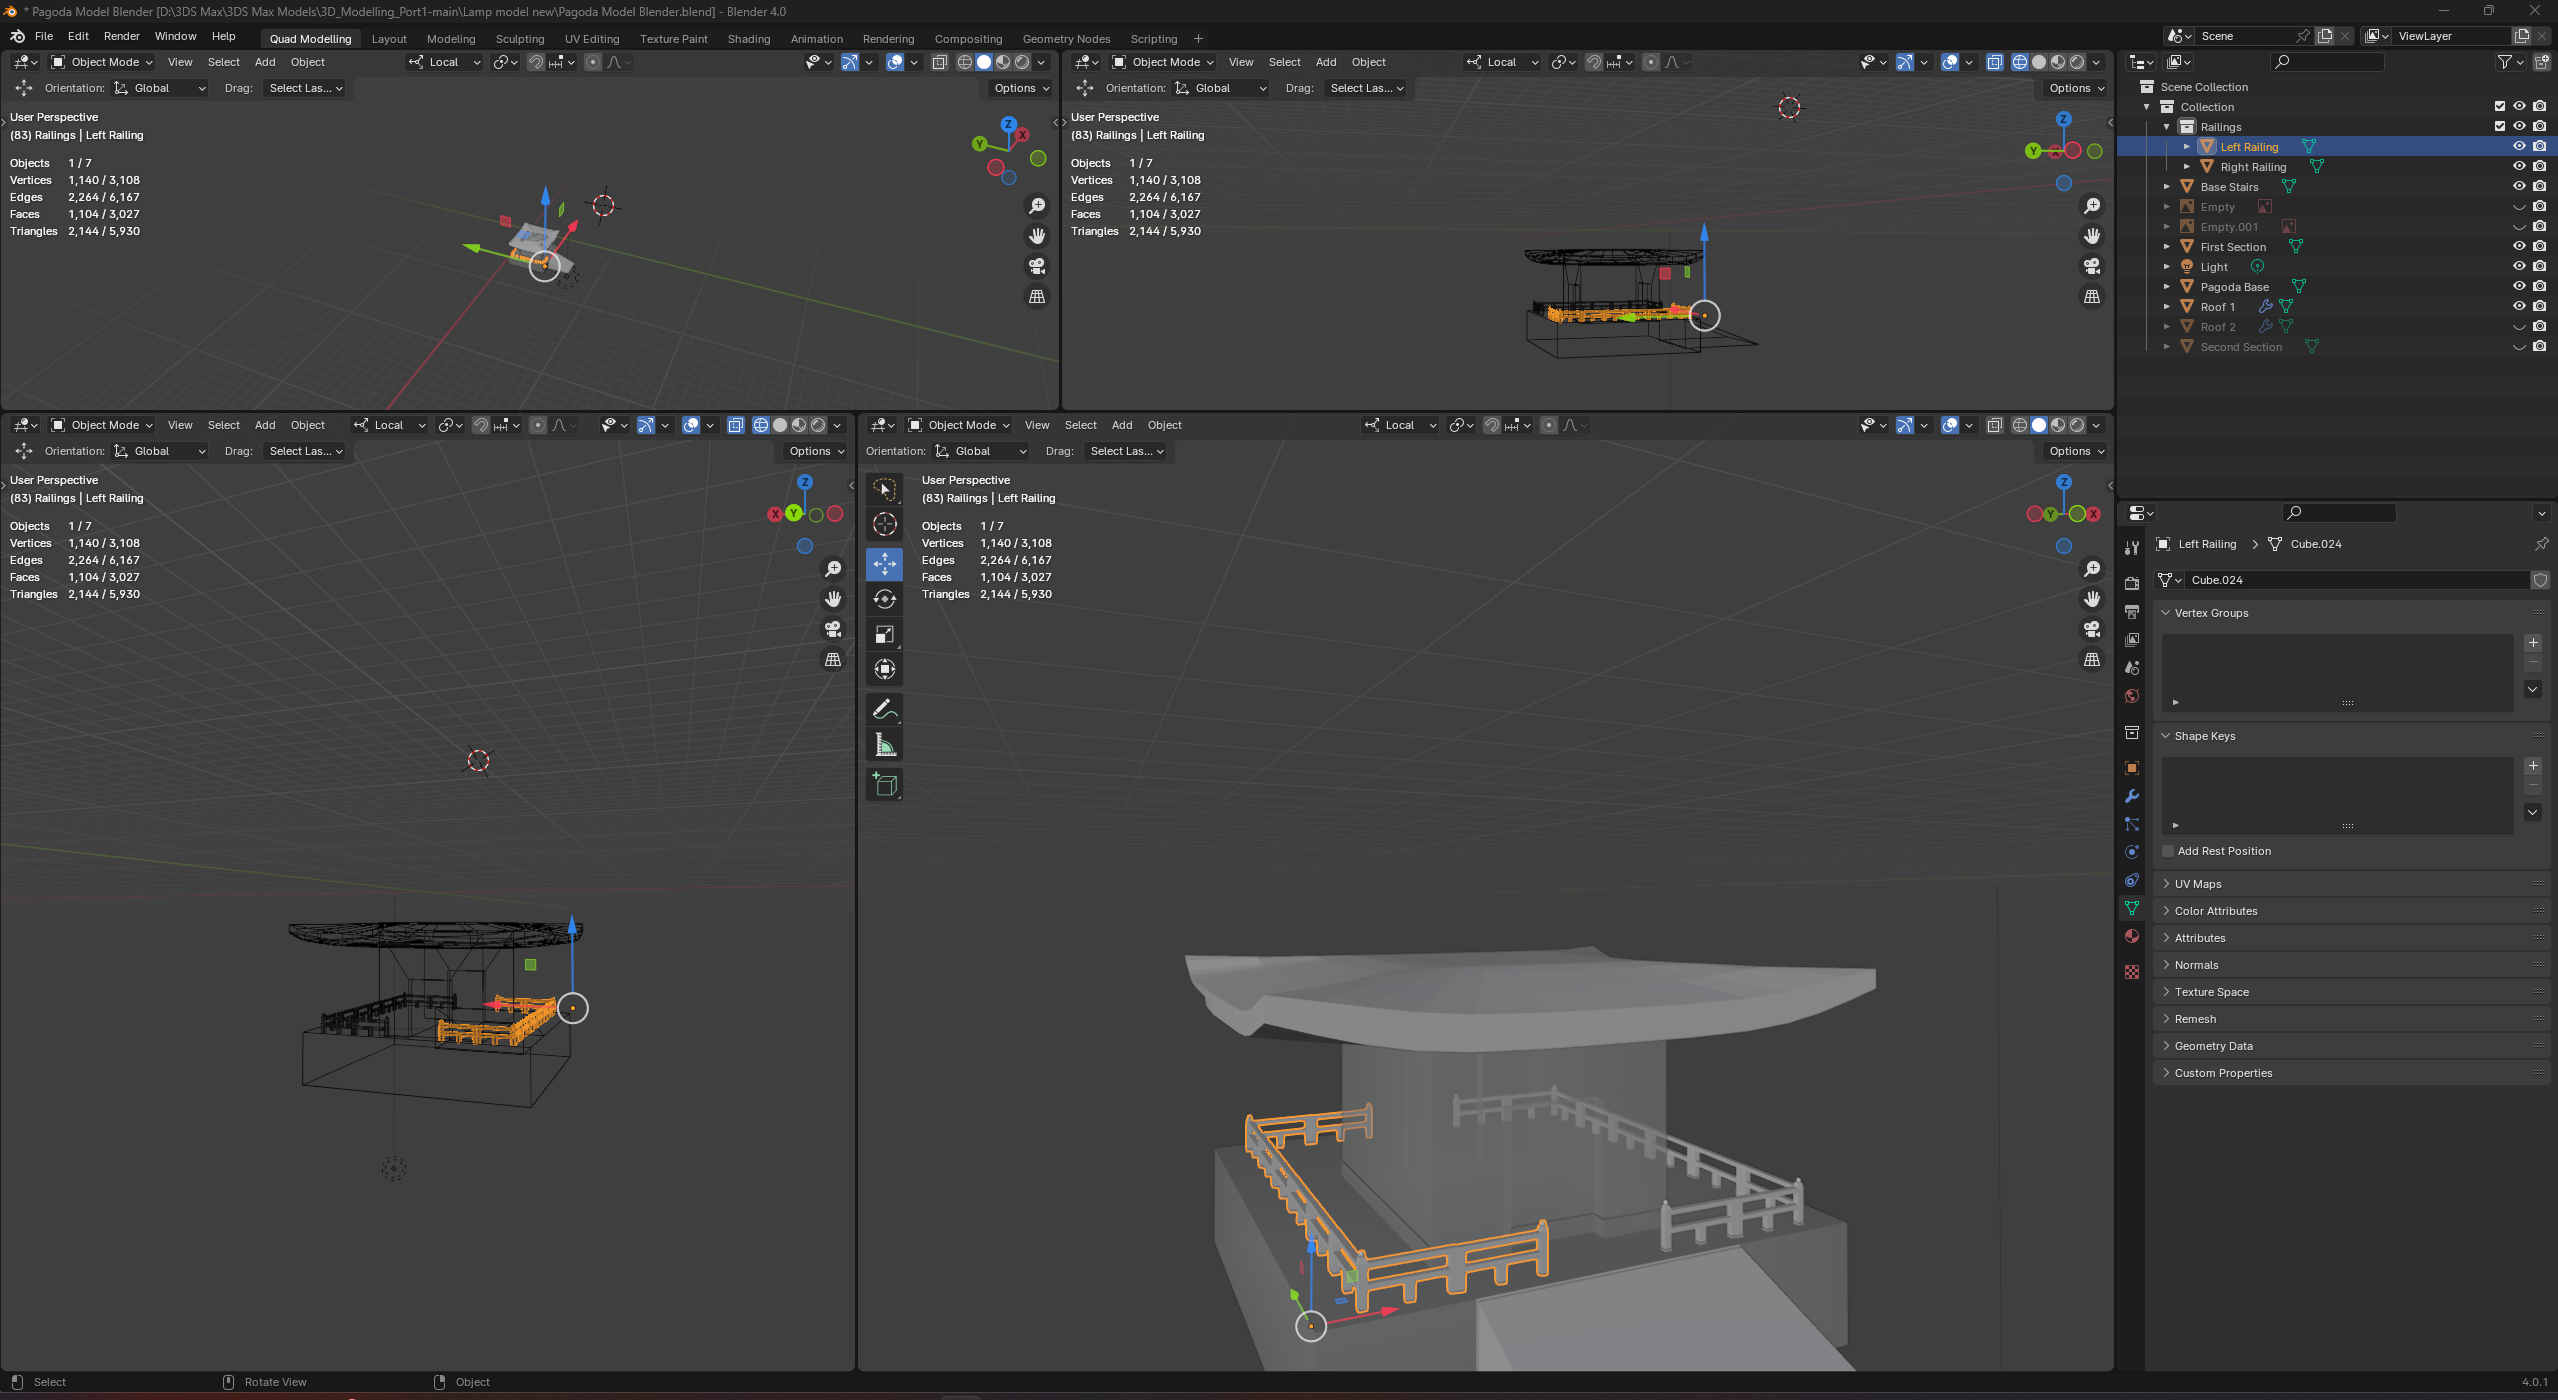 * Pagoda Model Blender [D:\3DS Max\3DS Max Models\3D_Modelling_Port1-main\Lamp model new\Pagoda Model Blender.blend] - Blender 4.0
File Edit Render Window Help Quad Modelling Layout Modeling Sculpting UV Editing Texture Paint Shading Animation Rendering Compositing Geometry Nodes Scripting + Scene ViewLayer
Object Mode View Select Add Object Local
Orientation: Global Drag: Select Las... Options
User Perspective
(83) Railings | Left Railing
Objects 1 / 7
Vertices 1,140 / 3,108
Edges 2,264 / 6,167
Faces 1,104 / 3,027
Triangles 2,144 / 5,930
Z
X
Y
Object Mode View Select Add Object Local
Orientation: Global Drag: Select Las... Options
User Perspective
(83) Railings | Left Railing
Objects 1 / 7
Vertices 1,140 / 3,108
Edges 2,264 / 6,167
Faces 1,104 / 3,027
Triangles 2,144 / 5,930
Z
Y X
Object Mode View Select Add Object Local
Orientation: Global Drag: Select Las... Options
User Perspective
(83) Railings | Left Railing
Objects 1 / 7
Vertices 1,140 / 3,108
Edges 2,264 / 6,167
Faces 1,104 / 3,027
Triangles 2,144 / 5,930
Z
X Y
Object Mode View Select Add Object Local
Orientation: Global Drag: Select Las... Options
User Perspective
(83) Railings | Left Railing
Objects 1 / 7
Vertices 1,140 / 3,108
Edges 2,264 / 6,167
Faces 1,104 / 3,027
Triangles 2,144 / 5,930
Z
Y X
Scene Collection
Collection
Railings
Left Railing
Right Railing
Base Stairs
Empty
Empty.001
First Section
Light
Pagoda Base
Roof 1
Roof 2
Second Section
Left Railing > Cube.024
Cube.024
Vertex Groups
Shape Keys
Add Rest Position
UV Maps
Color Attributes
Attributes
Normals
Texture Space
Remesh
Geometry Data
Custom Properties
Select Rotate View Object 4.0.1